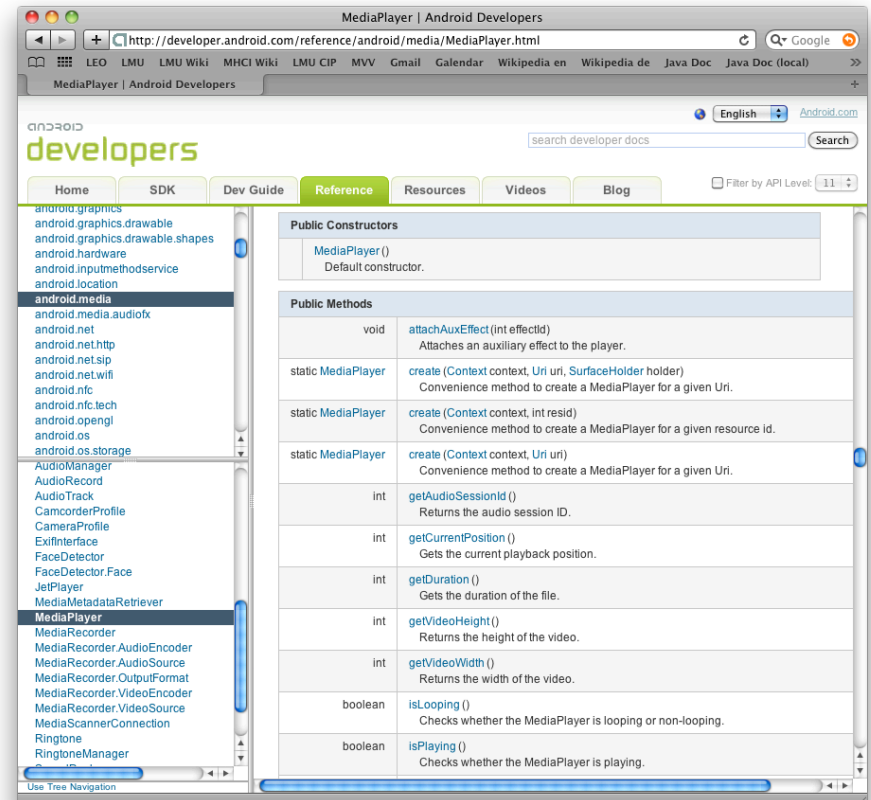 MediaPlayer | Android Developers
http://developer.android.com/reference/android/media/MediaPlayer.html
Google
LEO LMU LMU Wiki MHCI Wiki LMU CIP MVV Gmail Galendar Wikipedia en Wikipedia de Java Doc Java Doc (local) >>
MediaPlayer | Android Developers
English Android.com
android
developers
search developer docs Search
Home SDK Dev Guide Reference Resources Videos Blog
Filter by API Level: 11
android.graphics
android.graphics.drawable
android.graphics.drawable.shapes
android.hardware
android.inputmethodservice
android.location
android.media
android.media.audiofx
android.net
android.net.http
android.net.sip
android.net.wifi
android.nfc
android.nfc.tech
android.opengl
android.os
android.os.storage
AudioManager
AudioRecord
AudioTrack
CamcorderProfile
CameraProfile
ExifInterface
FaceDetector
FaceDetector.Face
JetPlayer
MediaMetadataRetriever
MediaPlayer
MediaRecorder
MediaRecorder.AudioEncoder
MediaRecorder.AudioSource
MediaRecorder.OutputFormat
MediaRecorder.VideoEncoder
MediaRecorder.VideoSource
MediaScannerConnection
Ringtone
RingtoneManager
Use Tree Navigation
Public Constructors
MediaPlayer()
Default constructor.
Public Methods
void attachAuxEffect(int effectId)
Attaches an auxiliary effect to the player.
static MediaPlayer create (Context context, Uri uri, SurfaceHolder holder)
Convenience method to create a MediaPlayer for a given Uri.
static MediaPlayer create (Context context, int resid)
Convenience method to create a MediaPlayer for a given resource id.
static MediaPlayer create (Context context, Uri uri)
Convenience method to create a MediaPlayer for a given Uri.
int getAudioSessionId()
Returns the audio session ID.
int getCurrentPosition()
Gets the current playback position.
int getDuration()
Gets the duration of the file.
int getVideoHeight()
Returns the height of the video.
int getVideoWidth()
Returns the width of the video.
boolean isLooping()
Checks whether the MediaPlayer is looping or non-looping.
boolean isPlaying()
Checks whether the MediaPlayer is playing.